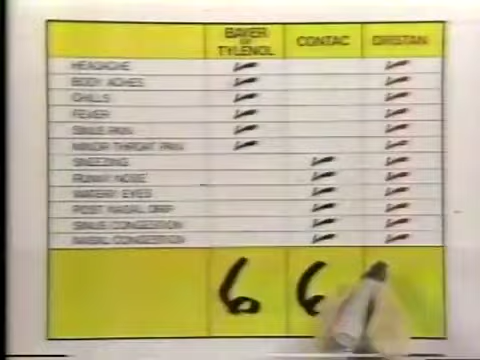 BAYER OR TYLENOL CONTAC DRISTAN
HEADACHE
BODY ACHES
CHILLS
FEVER
SINUS PAIN
MINOR THROAT PAIN
SNEEZING
RUNNY NOSE
WATERY EYES
POST NASAL DRIP
SINUS CONGESTION
NASAL CONGESTION
6 6